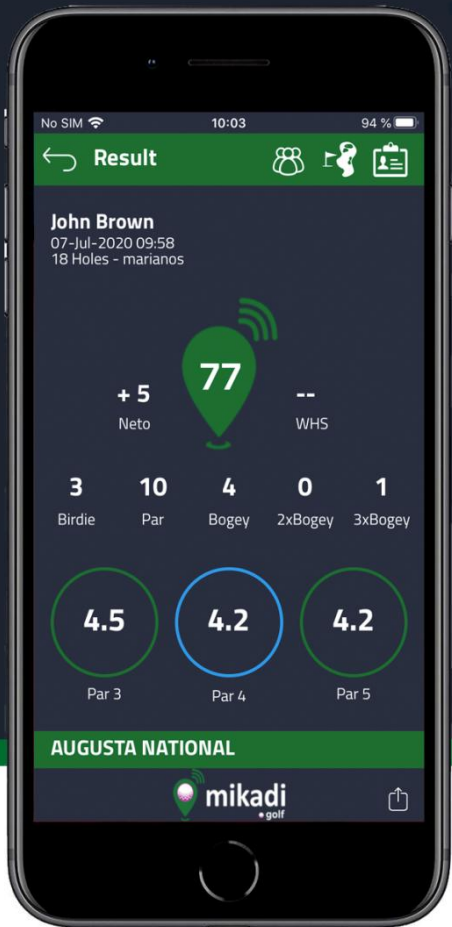 No SIM 10:03 94 %
Result
John Brown
07-Jul-2020 09:58
18 Holes - marianos
77
+ 5 --
Neto WHS
3 10 4 0 1
Birdie Par Bogey 2xBogey 3xBogey
4.5 4.2 4.2
Par 3 Par 4 Par 5
AUGUSTA NATIONAL
mikadi
.golf